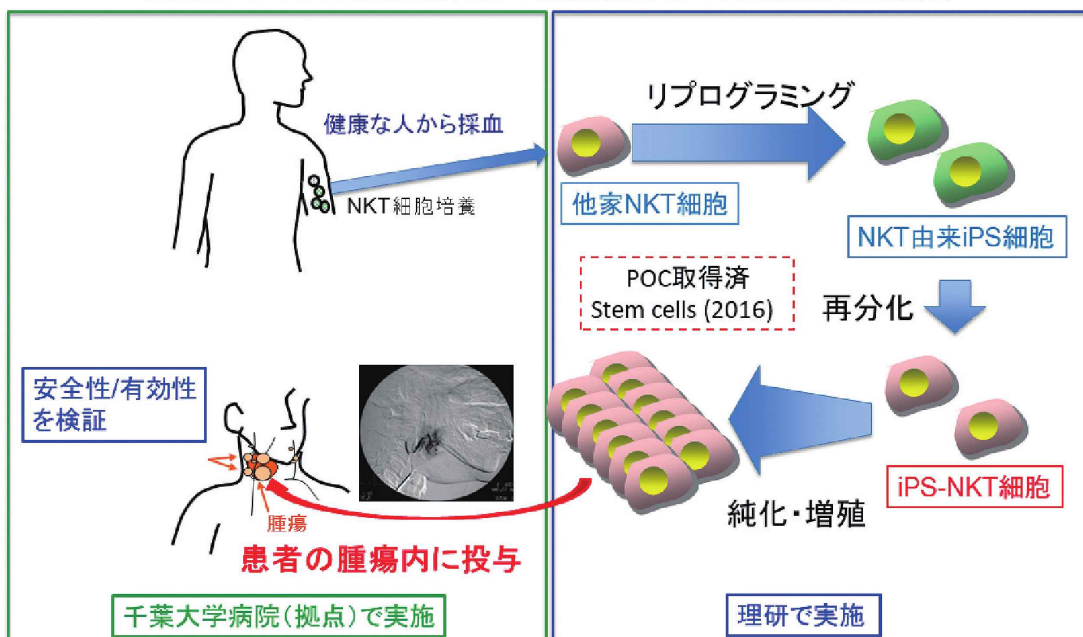 健康な人から採血
NKT細胞培養
リプログラミング
他家NKT細胞
NKT由来iPS細胞
POC取得済
Stem cells (2016)
再分化
iPS-NKT細胞
純化・増殖
安全性/有効性
を検証
腫瘍
患者の腫瘍内に投与
千葉大学病院（拠点）で実施
理研で実施